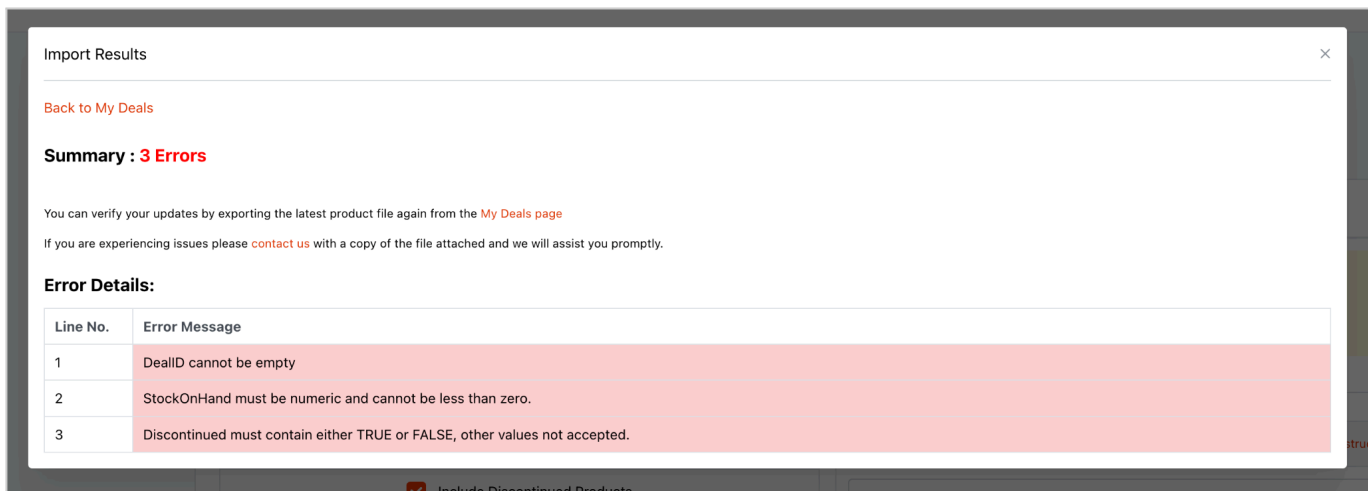 Import Results
Back to My Deals
Summary : 3 Errors
You can verify your updates by exporting the latest product file again from the My Deals page
If you are experiencing issues please contact us with a copy of the file attached and we will assist you promptly.
Error Details:
Line No. Error Message
1 DealID cannot be empty
2 StockOnHand must be numeric and cannot be less than zero.
3 Discontinued must contain either TRUE or FALSE, other values not accepted.
Include Discontinued Products